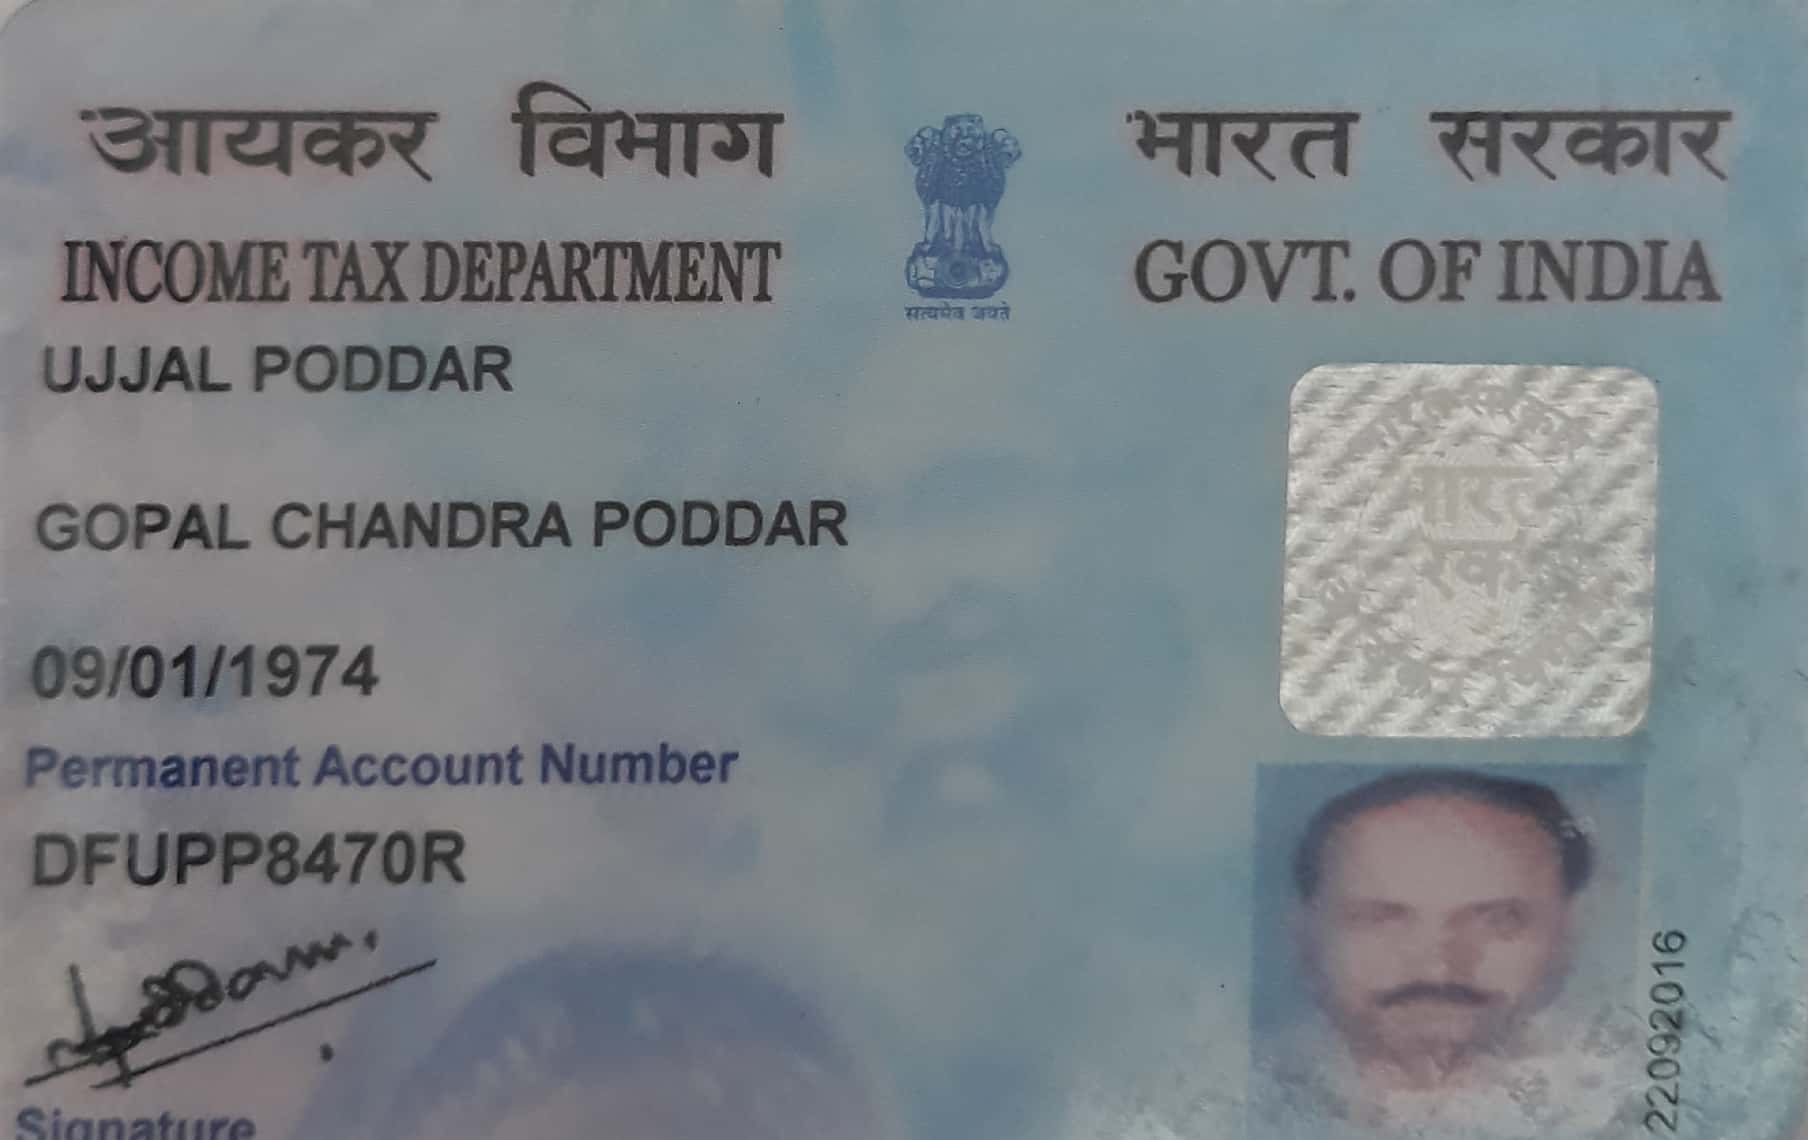 आयकर विभाग
INCOME TAX DEPARTMENT
सत्यमेव जयते
भारत सरकार
GOVT. OF INDIA
UJJAL PODDAR
GOPAL CHANDRA PODDAR
09/01/1974
Permanent Account Number
DFUPP8470R
Signature
22092016